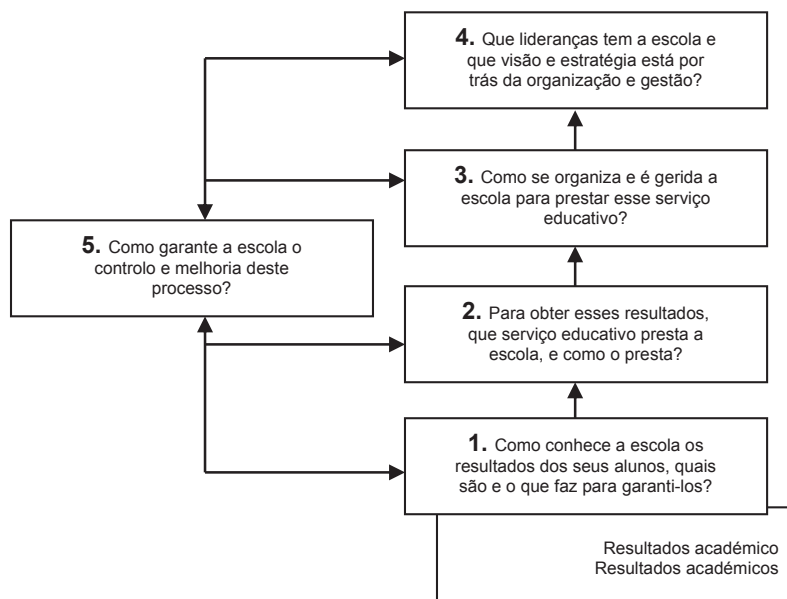 4. Que lideranças tem a escola e
que visão e estratégia está por
trás da organização e gestão?
3. Como se organiza e é gerida a
escola para prestar esse serviço
educativo?
5. Como garante a escola o
controlo e melhoria deste
processo?
2. Para obter esses resultados,
que serviço educativo presta a
escola, e como o presta?
1. Como conhece a escola os
resultados dos seus alunos, quais
são e o que faz para garanti-los?
Resultados académico
Resultados académicos